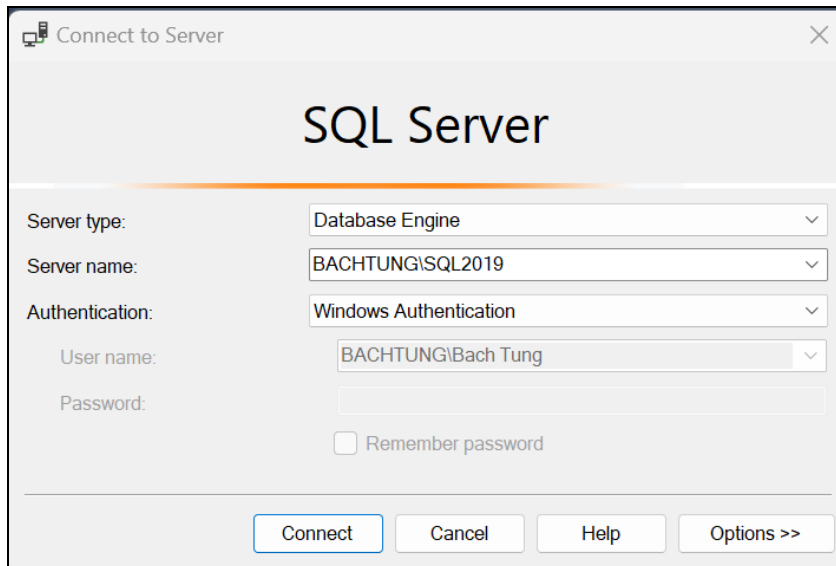 Connect to Server
SQL Server
Server type: Database Engine
Server name: BACHTUNG\SQL2019
Authentication: Windows Authentication
User name: BACHTUNG\Bach Tung
Password:
Remember password
Connect Cancel Help Options >>